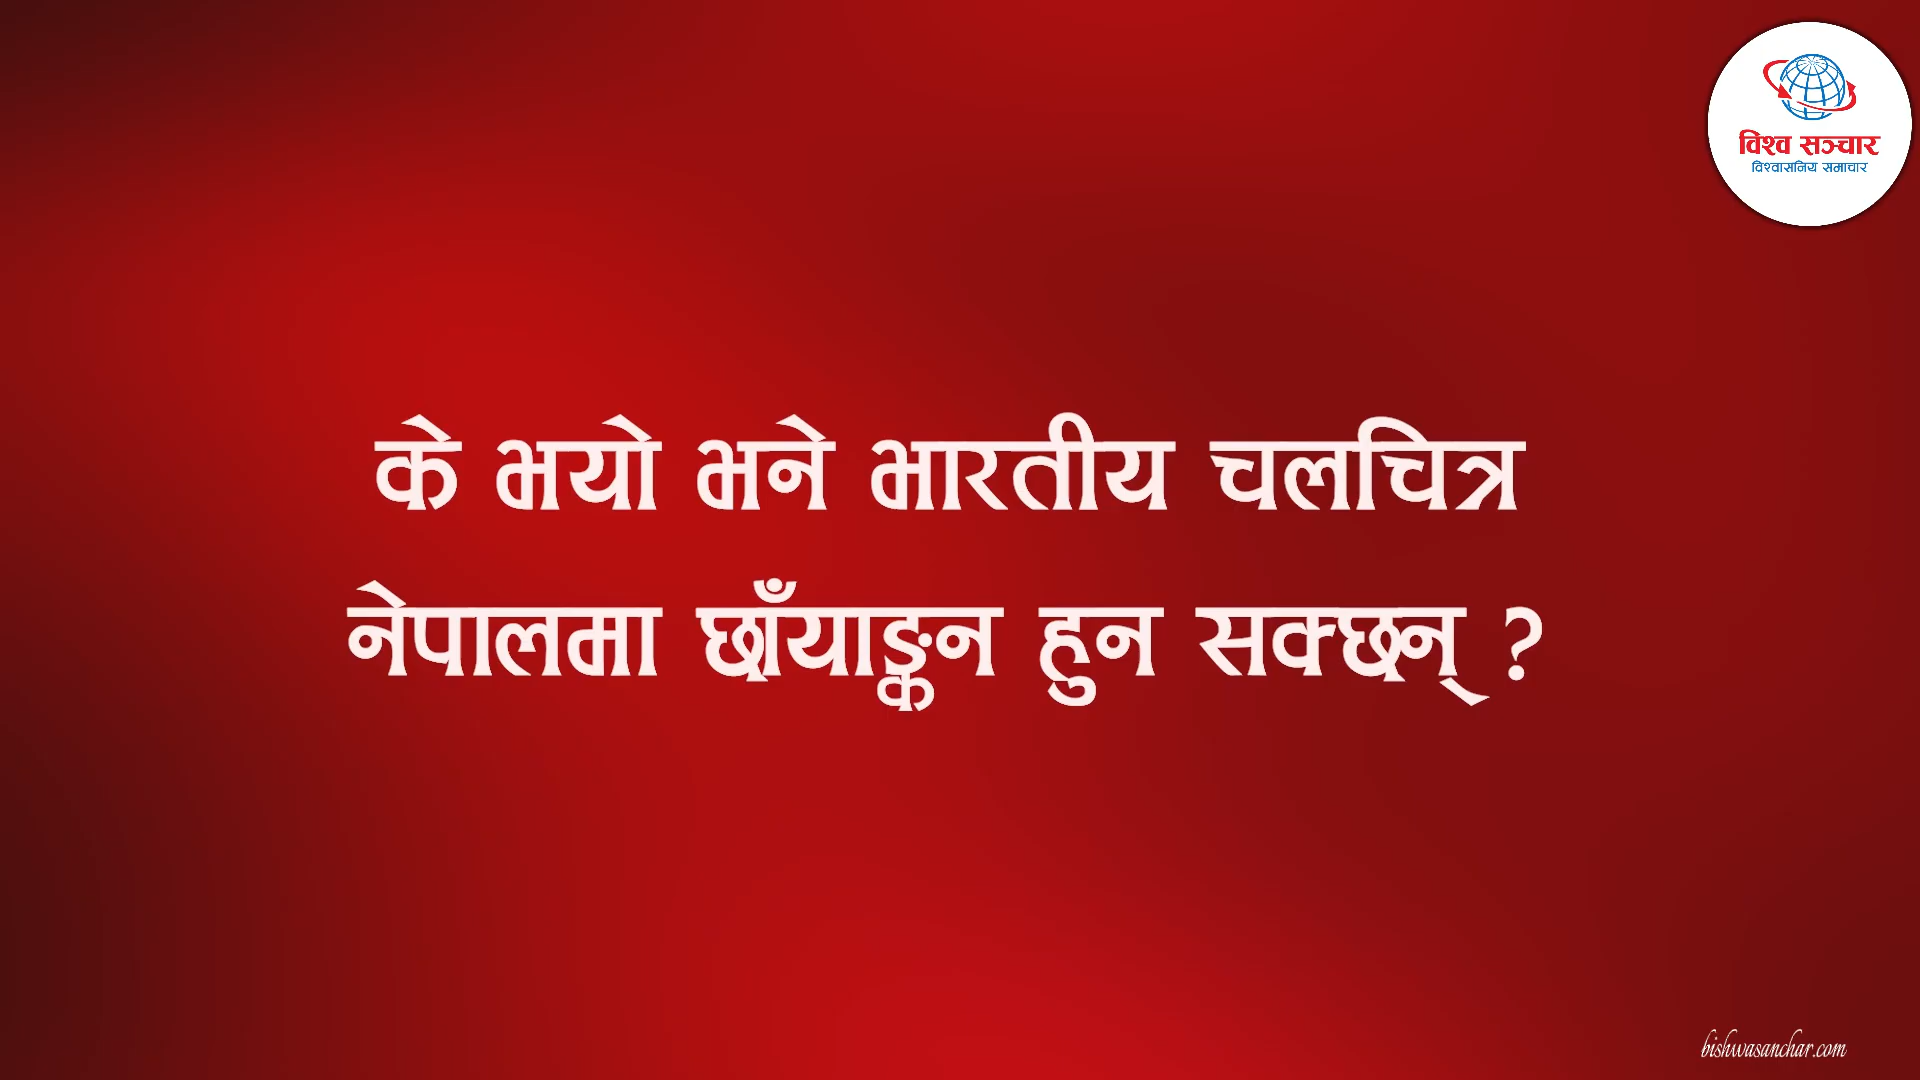 विश्व सञ्चार
विश्वासनिय समाचार
के भयो भने भारतीय चलचित्र
नेपालमा छाँयाङ्कन हुन सक्छन् ?
bishwasanchar.com